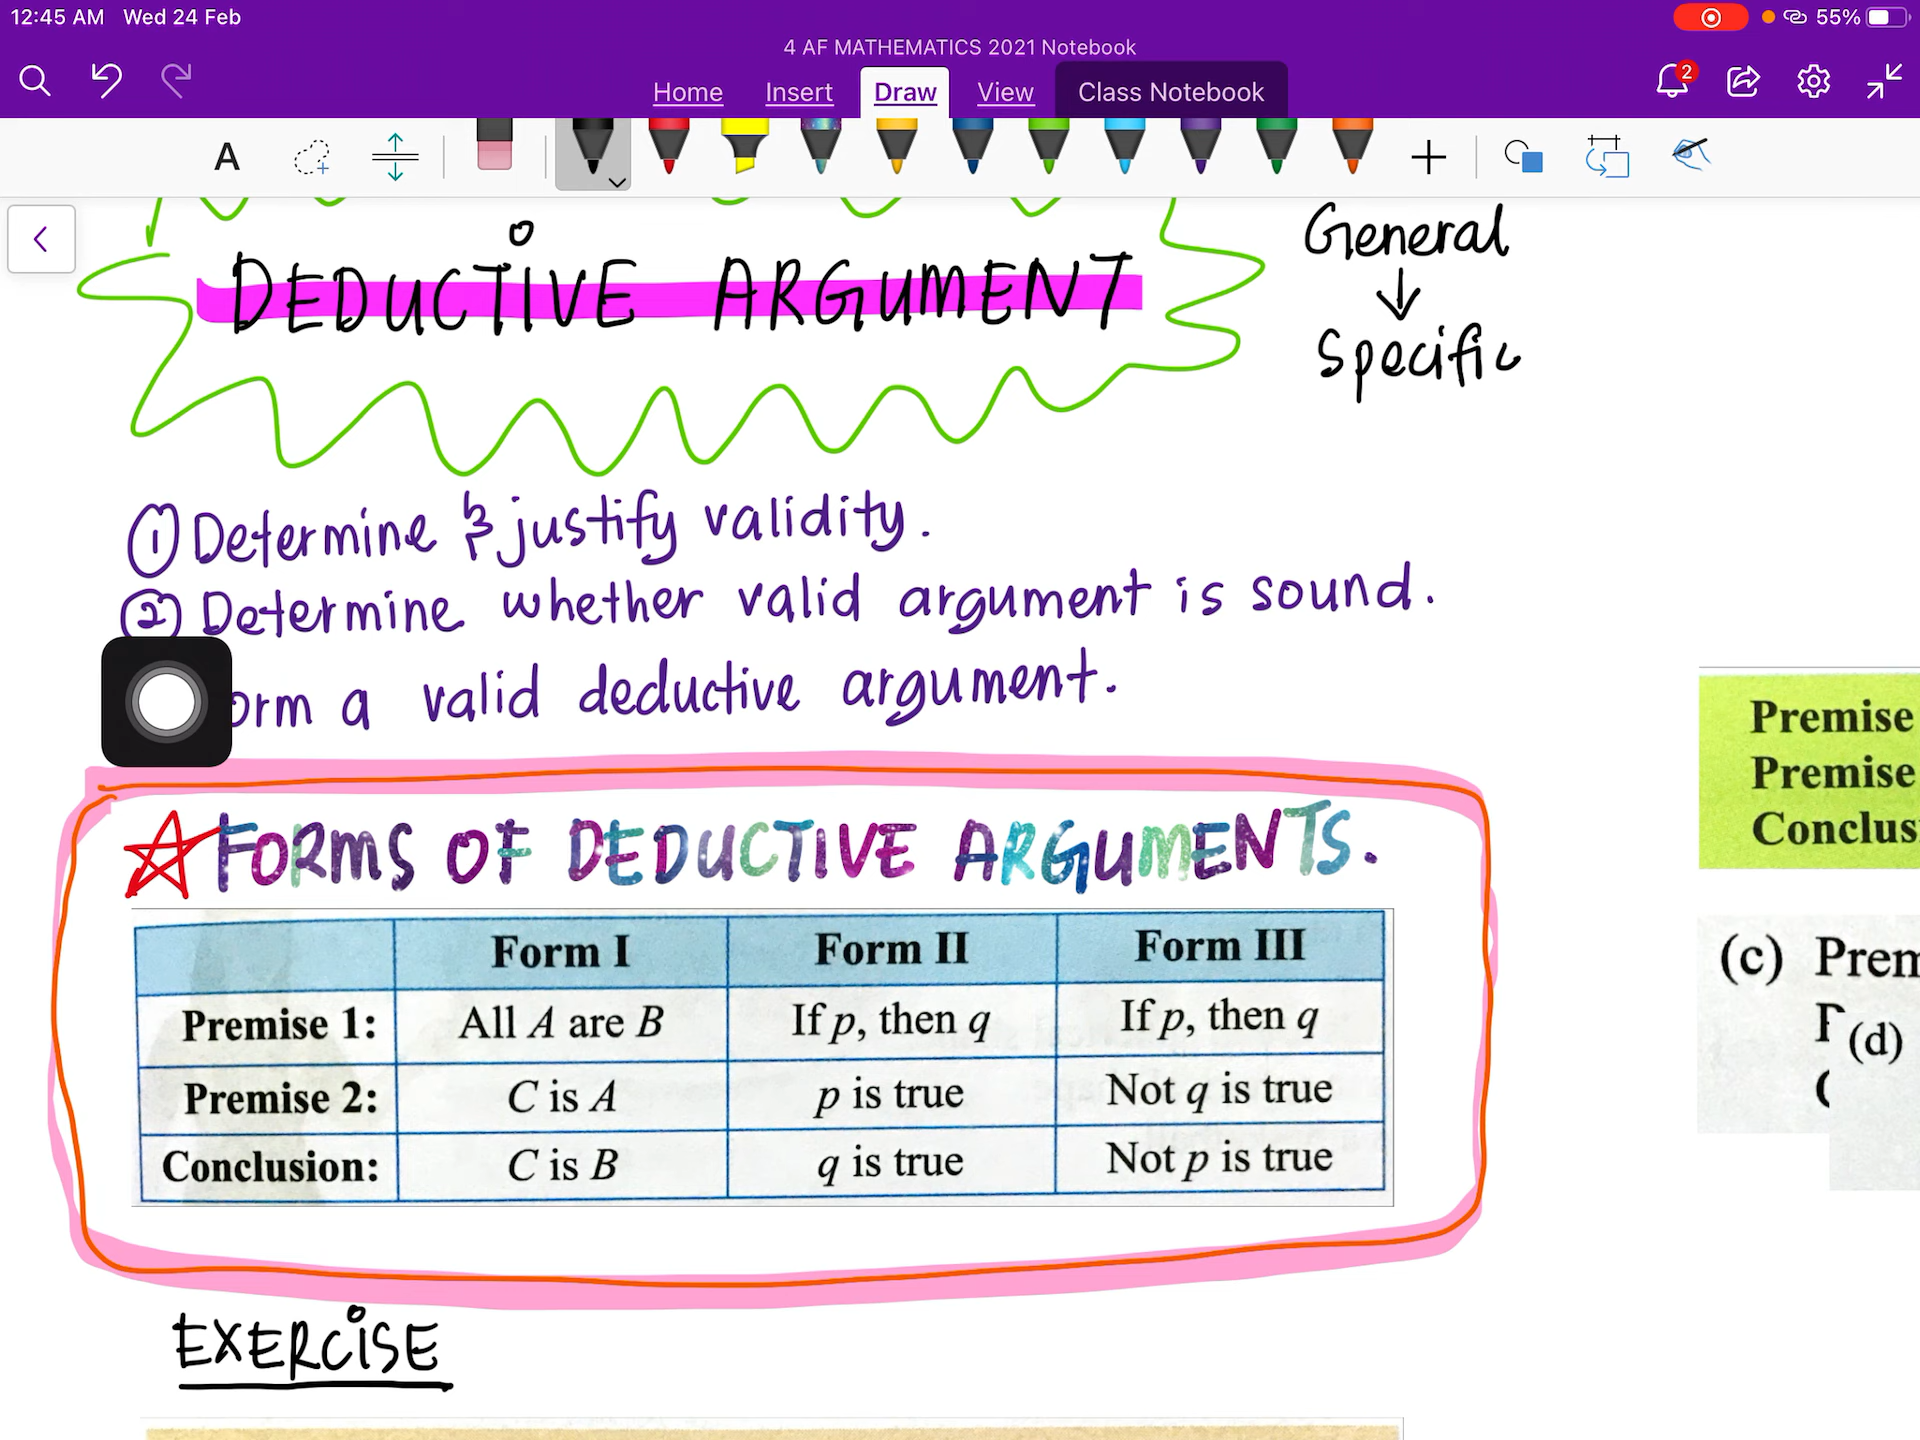 12:45 AM Wed 24 Feb
55%
4 AF MATHEMATICS 2021 Notebook
Home Insert Draw View Class Notebook
2
A
General
DEDUCTIVE ARGUMENT
Specific
① Determine & justify validity.
② Determine whether valid argument is sound.
orm a valid deductive argument.
Premise
Premise
Conclus
FORMS OF DEDUCTIVE ARGUMENTS.
Form I Form II Form III
Premise 1: All A are B If p, then q If p, then q
Premise 2: C is A p is true Not q is true
Conclusion: C is B q is true Not p is true
(c) Prem
(d)
EXERCISE